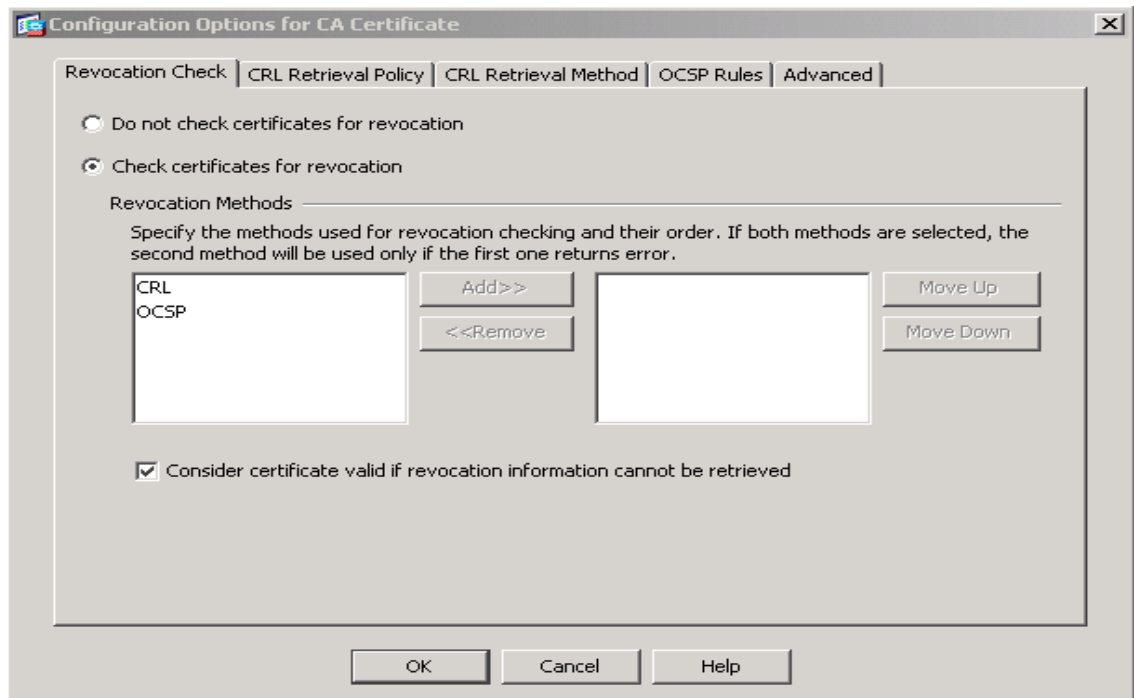 Configuration Options for CA Certificate
Revocation Check
CRL Retrieval Policy
CRL Retrieval Method
OCSP Rules
Advanced
Do not check certificates for revocation
Check certificates for revocation
Revocation Methods
Specify the methods used for revocation checking and their order. If both methods are selected, the
second method will be used only if the first one returns error.
CRL
OCSP
Add>>
<<Remove
Move Up
Move Down
Consider certificate valid if revocation information cannot be retrieved
OK
Cancel
Help